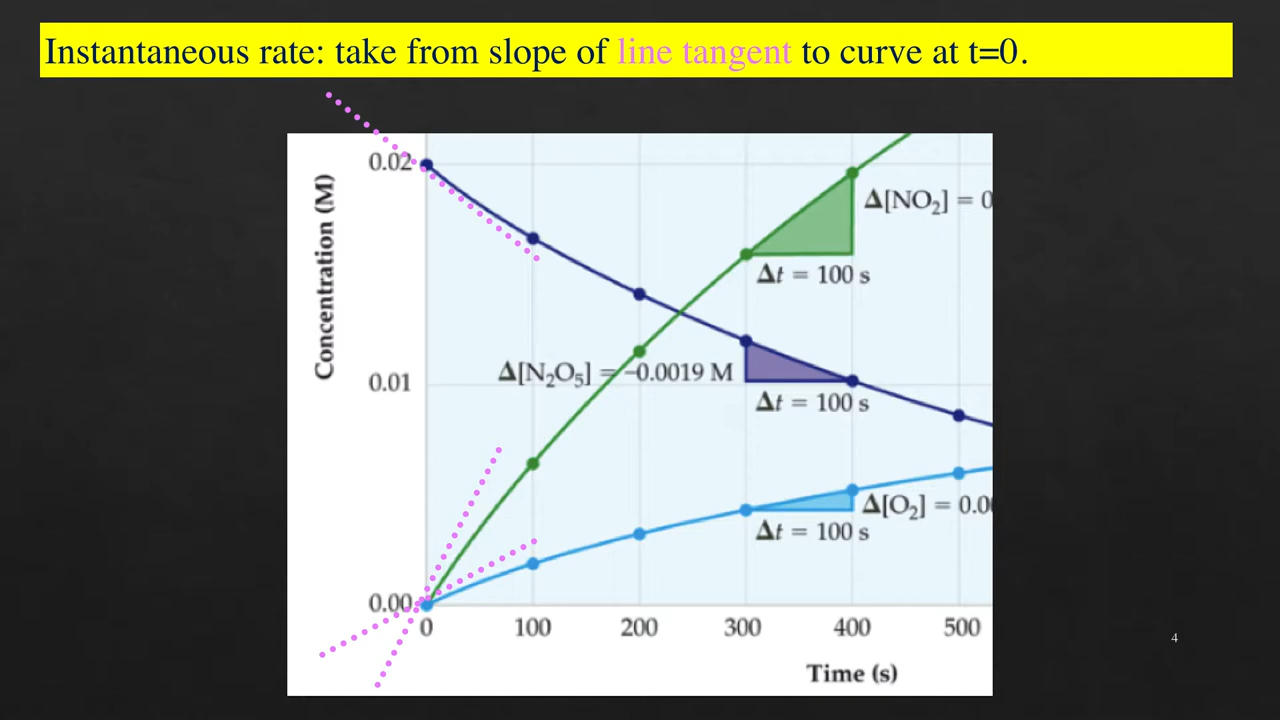 Instantaneous rate: take from slope of line tangent to curve at t=0.
0.02
Δ[NO₂] = 0
Δt = 100 s
Concentration (M)
Δ[N₂O₅] = –0.0019 M
0.01
Δt = 100 s
Δ[O₂] = 0.00
Δt = 100 s
0.00
0 100 200 300 400 500
Time (s)
4